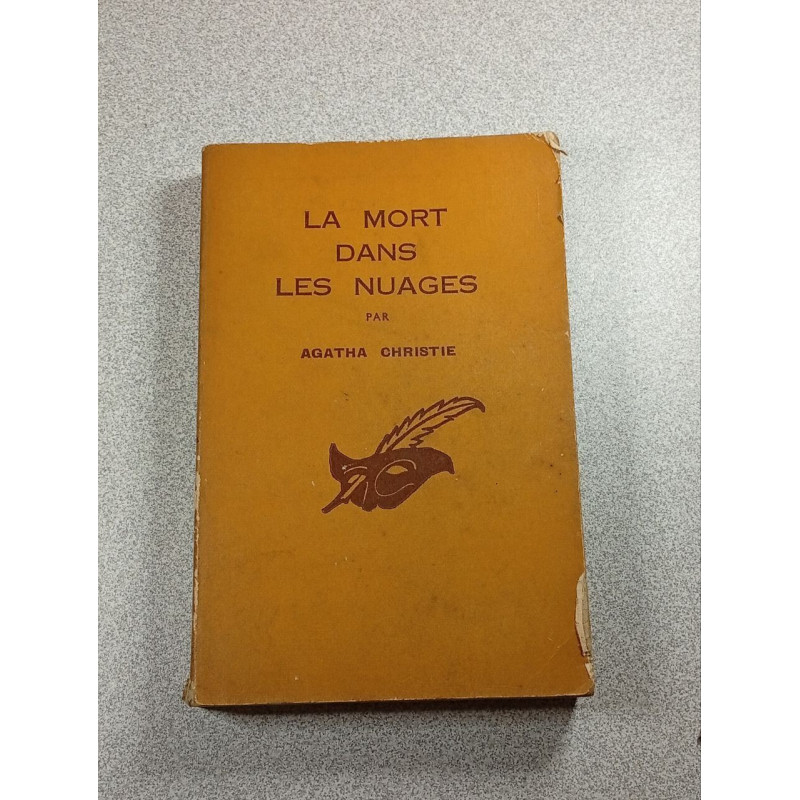 LA MORT
DANS
LES NUAGES
PAR
AGATHA CHRISTIE